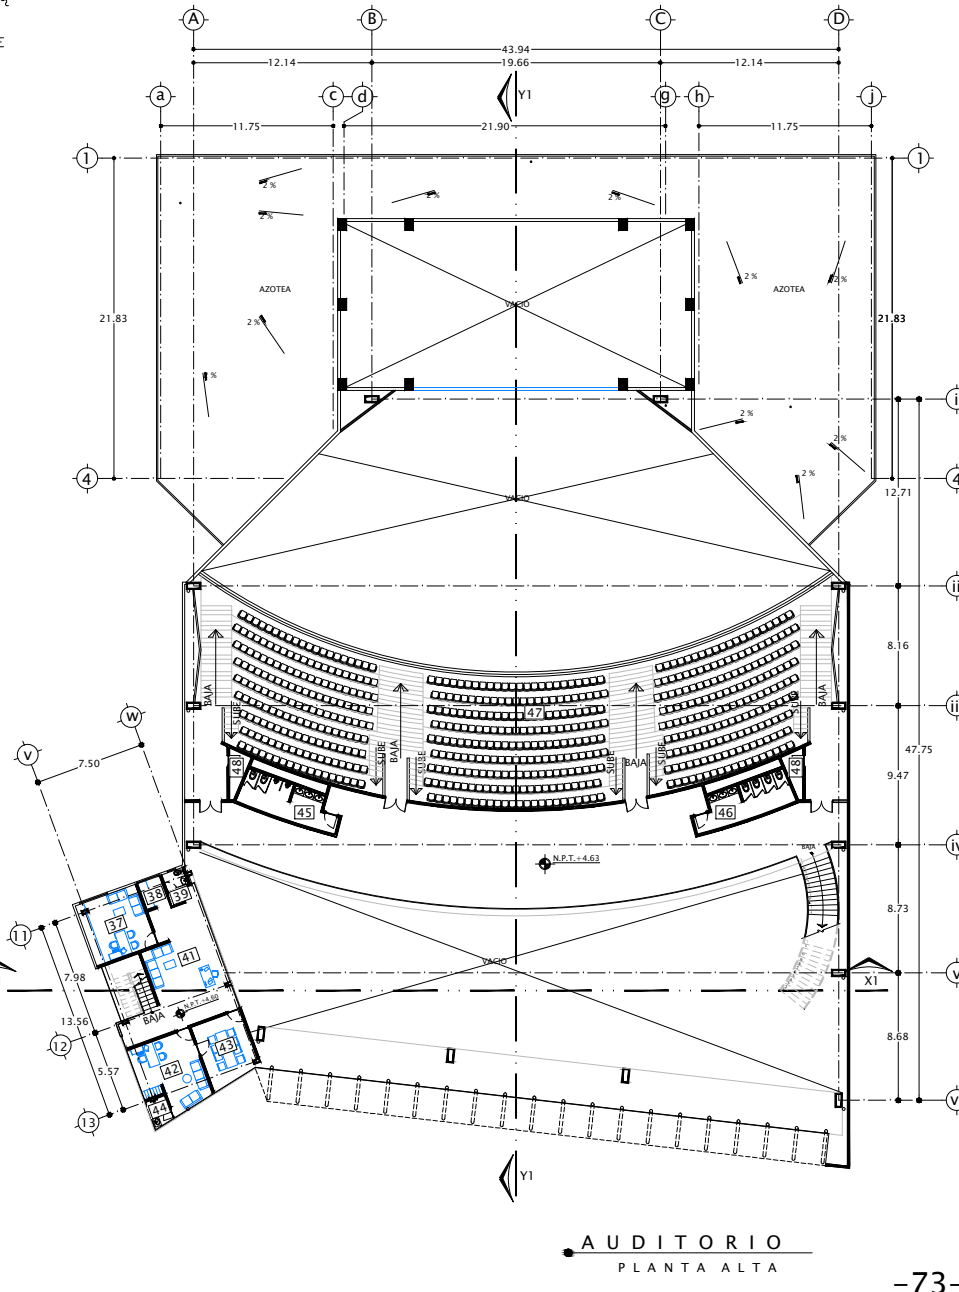 A B C D
43.94
12.14 19.66 12.14
Y1
a c d g h j
11.75 21.90 11.75
1 1
2 % 2 % 2 %
2 %
2 % 2 %
AZOTEA VACIO AZOTEA
21.83 2 % 21.83
%
i
2 %
2 %
4 2 % 4
VACIO 12.71
ii
8.16
BAJA BAJA
47
SUBE SUBE
w
v 7.50
47.75
SUBE BAJA SUBE SUBE BAJA SUBE
48 48
9.47
45 46
iv
BAJA
N.P.T.+4.63
38 39
37
11
8.73
41
VACIO
7.98 X1 v
N.P.T.+4.60
BAJA
13.56
12 43 8.68
42
5.57
44
13 v
Y1
AUDITORIO
PLANTA ALTA
-73-